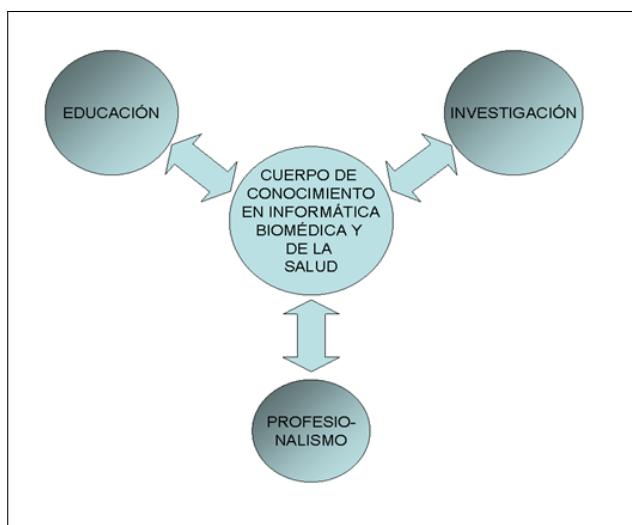 EDUCACIÓN
INVESTIGACIÓN
CUERPO DE
CONOCIMIENTO
EN INFORMÁTICA
BIOMÉDICA Y
DE LA
SALUD
PROFESIO-
NALISMO